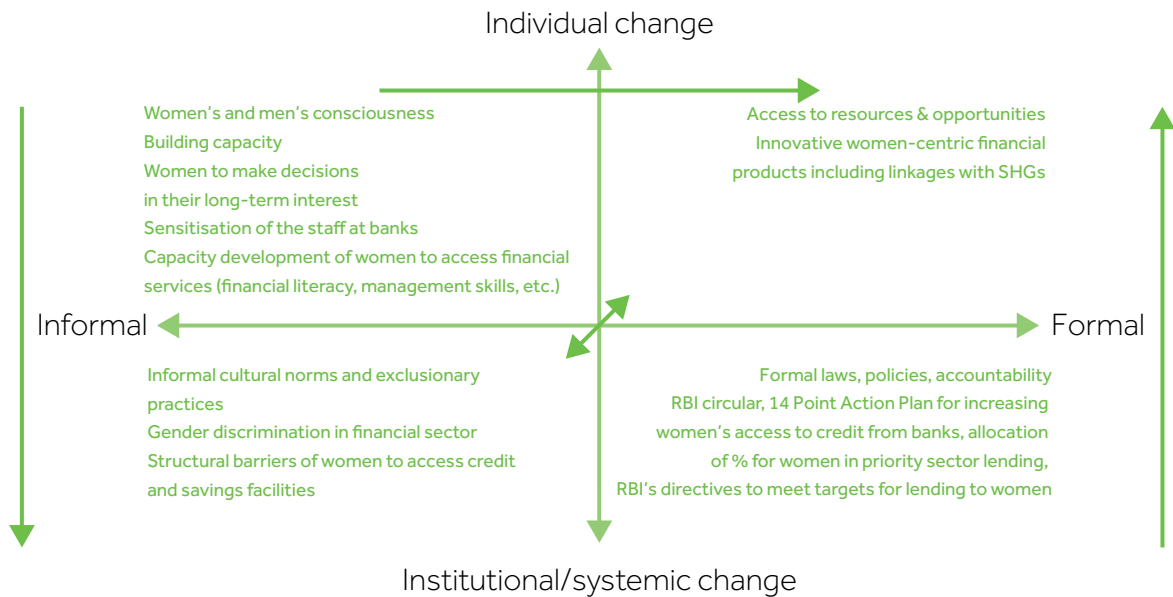 Individual change
Women's and men's consciousness
Building capacity
Women to make decisions
in their long-term interest
Sensitisation of the staff at banks
Capacity development of women to access financial
services (financial literacy, management skills, etc.)
Access to resources & opportunities
Innovative women-centric financial
products including linkages with SHGs
Informal
Formal
Informal cultural norms and exclusionary
practices
Gender discrimination in financial sector
Structural barriers of women to access credit
and savings facilities
Formal laws, policies, accountability
RBI circular, 14 Point Action Plan for increasing
women's access to credit from banks, allocation
of % for women in priority sector lending,
RBI's directives to meet targets for lending to women
Institutional/systemic change